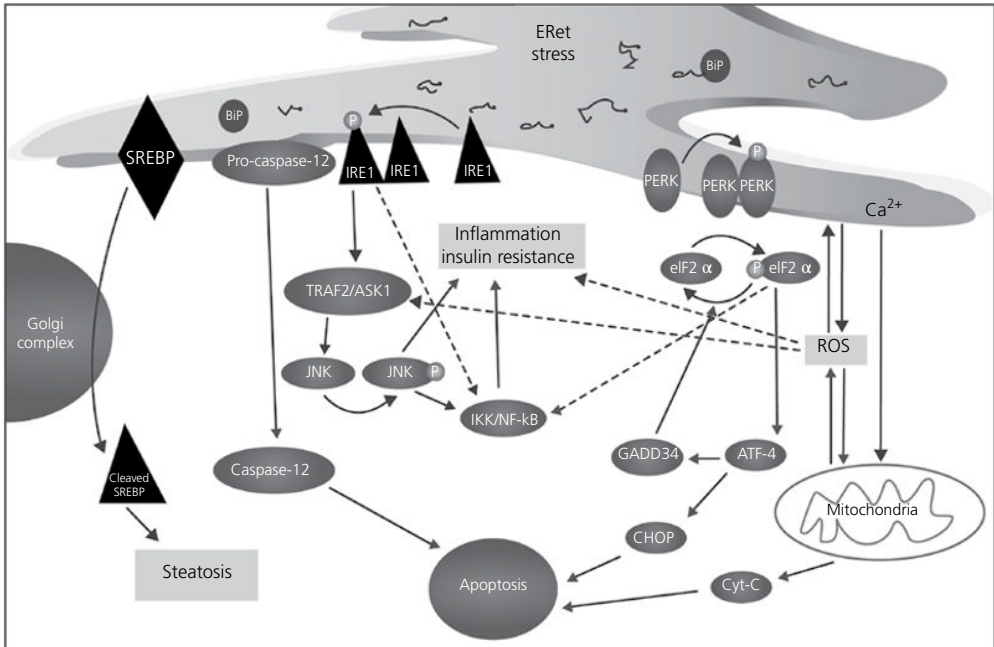 ERet
stress
BiP
BiP
SREBP
Pro-caspase-12
P
IRE1
IRE1
IRE1
PERK
PERK
P
PERK
Ca2+
Inflammation
insulin resistance
eIF2 α
P
eIF2 α
TRAF2/ASK1
Golgi
complex
ROS
JNK
JNK
P
IKK/NF-kB
GADD34
ATF-4
Caspase-12
Cleaved
SREBP
Mitochondria
CHOP
Steatosis
Apoptosis
Cyt-C